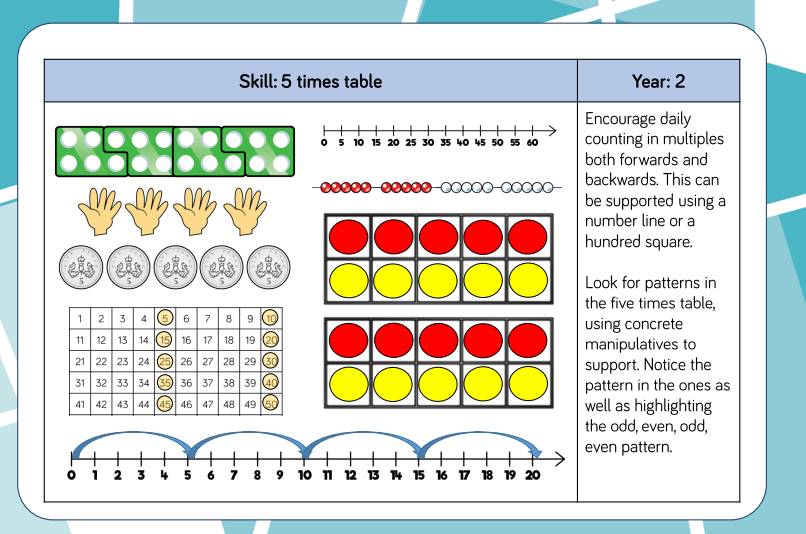 Skill: 5 times table
Year: 2
0 5 10 15 20 25 30 35 40 45 50 55 60
5 5 5 5 5
1 2 3 4 5 6 7 8 9 10
11 12 13 14 15 16 17 18 19 20
21 22 23 24 25 26 27 28 29 30
31 32 33 34 35 36 37 38 39 40
41 42 43 44 45 46 47 48 49 50
0 1 2 3 4 5 6 7 8 9 10 11 12 13 14 15 16 17 18 19 20
Encourage daily
counting in multiples
both forwards and
backwards. This can
be supported using a
number line or a
hundred square.
Look for patterns in
the five times table,
using concrete
manipulatives to
support. Notice the
pattern in the ones as
well as highlighting
the odd, even, odd,
even pattern.